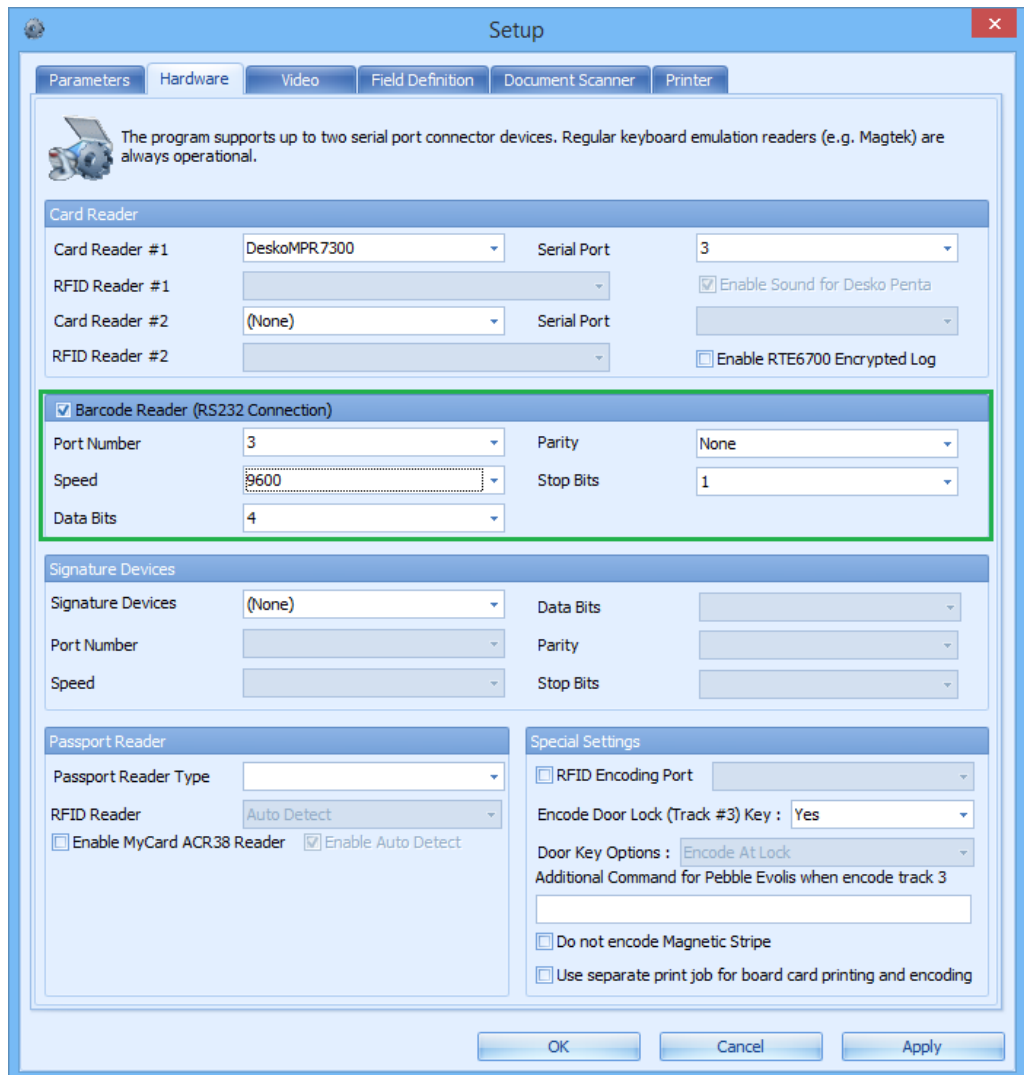 Setup
Parameters Hardware Video Field Definition Document Scanner Printer
The program supports up to two serial port connector devices. Regular keyboard emulation readers (e.g. Magtek) are
always operational.
Card Reader
Card Reader #1 DeskoMPR7300 Serial Port 3
RFID Reader #1 Enable Sound for Desko Penta
Card Reader #2 (None) Serial Port
RFID Reader #2 Enable RTE6700 Encrypted Log
Barcode Reader (RS232 Connection)
Port Number 3 Parity None
Speed 9600 Stop Bits 1
Data Bits 4
Signature Devices
Signature Devices (None) Data Bits
Port Number Parity
Speed Stop Bits
Passport Reader
Passport Reader Type
RFID Reader Auto Detect
Enable MyCard ACR38 Reader Enable Auto Detect
Special Settings
RFID Encoding Port
Encode Door Lock (Track #3) Key : Yes
Door Key Options : Encode At Lock
Additional Command for Pebble Evolis when encode track 3
Do not encode Magnetic Stripe
Use separate print job for board card printing and encoding
OK Cancel Apply